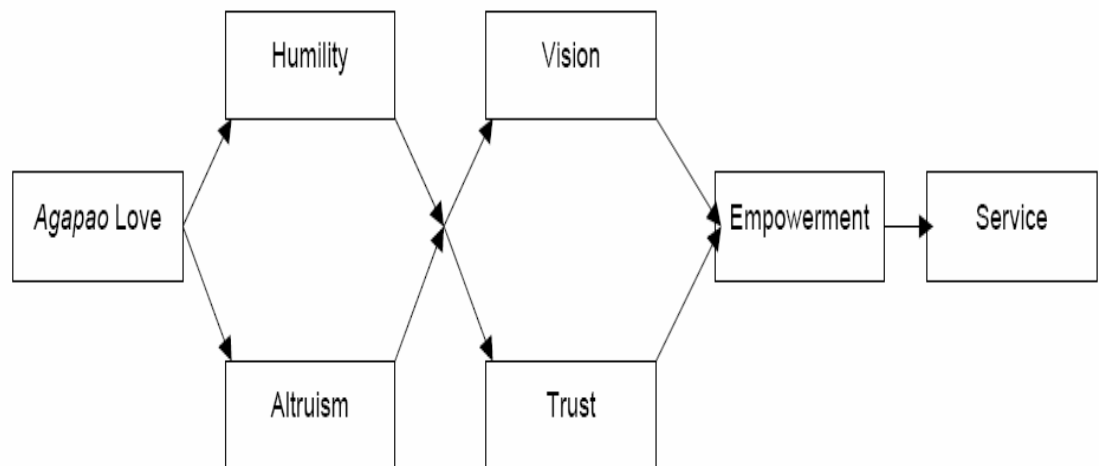 Humility
Vision
Agapao Love
Empowerment
Service
Altruism
Trust